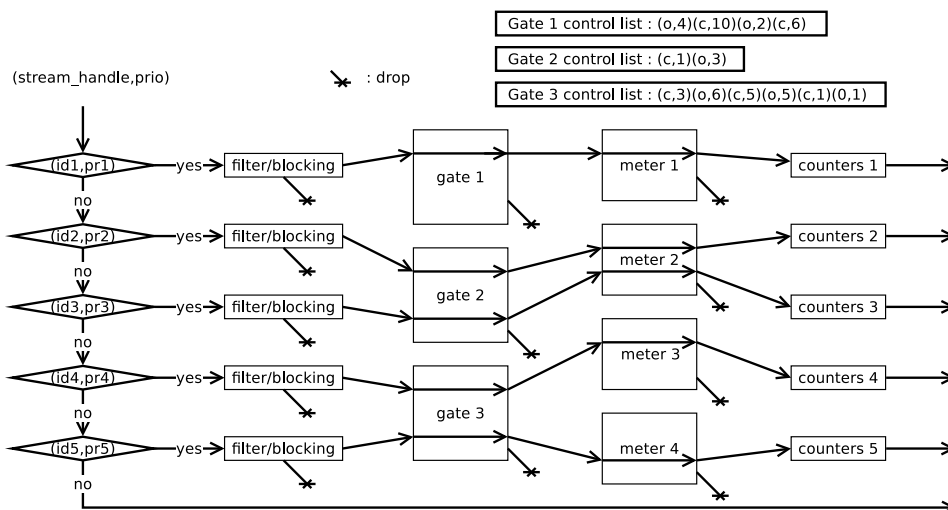 Gate 1 control list : (o,4)(c,10)(o,2)(c,6)
Gate 2 control list : (c,1)(o,3)
(stream_handle,prio)
: drop
Gate 3 control list : (c,3)(o,6)(c,5)(o,5)(c,1)(0,1)
(id1,pr1)
yes
filter/blocking
gate 1
meter 1
counters 1
no
(id2,pr2)
yes
filter/blocking
gate 2
meter 2
counters 2
no
(id3,pr3)
yes
filter/blocking
counters 3
no
meter 3
(id4,pr4)
yes
filter/blocking
gate 3
counters 4
no
(id5,pr5)
yes
filter/blocking
meter 4
counters 5
no